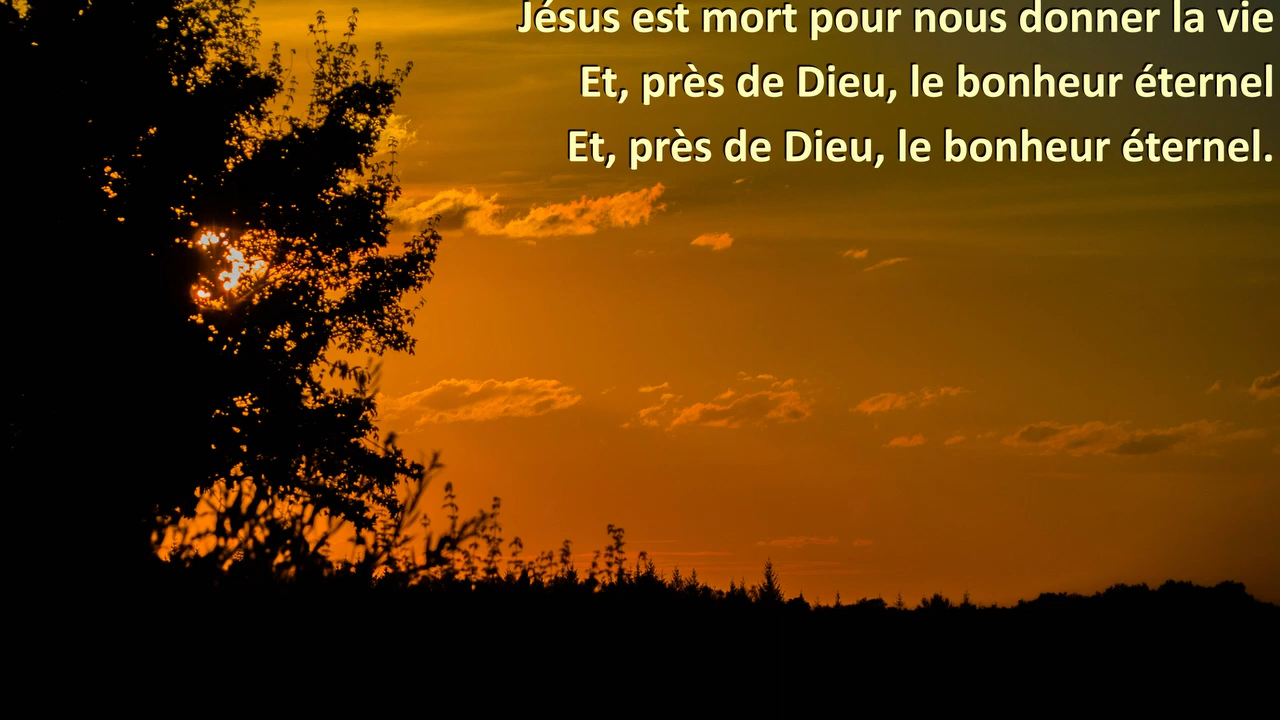 Jésus est mort pour nous donner la vie
Et, près de Dieu, le bonheur éternel
Et, près de Dieu, le bonheur éternel.